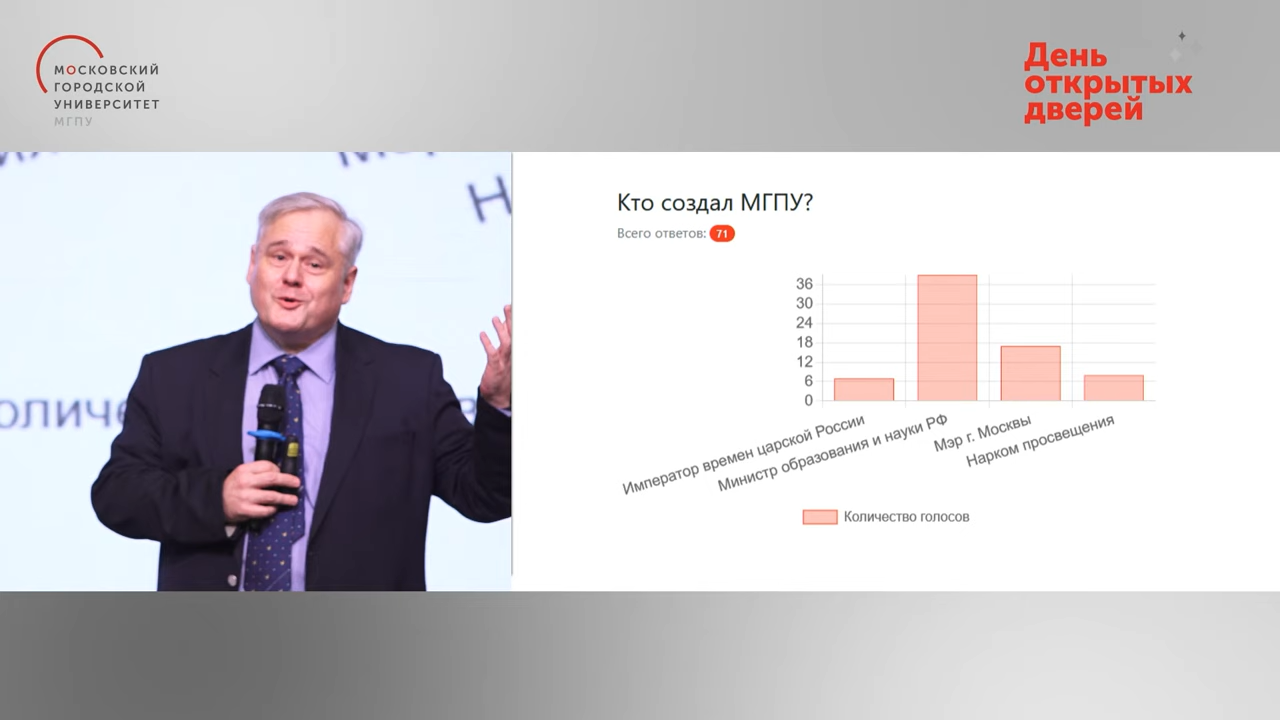 МОСКОВСКИЙ
ГОРОДСКОЙ
УНИВЕРСИТЕТ
МГПУ
День
открытых
дверей
Кто создал МГПУ?
Всего ответов: 71
36
30
24
18
12
6
0
Император времен царской России
Министр образования и науки РФ
Мэр г. Москвы
Нарком просвещения
Количество голосов